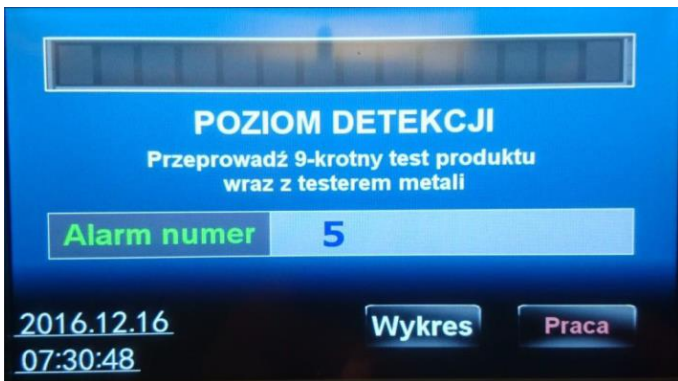 POZIOM DETEKCJI
Przeprowadź 9-krotny test produktu
wraz z testerem metali
Alarm numer 5
2016.12.16
07:30:48
Wykres
Praca